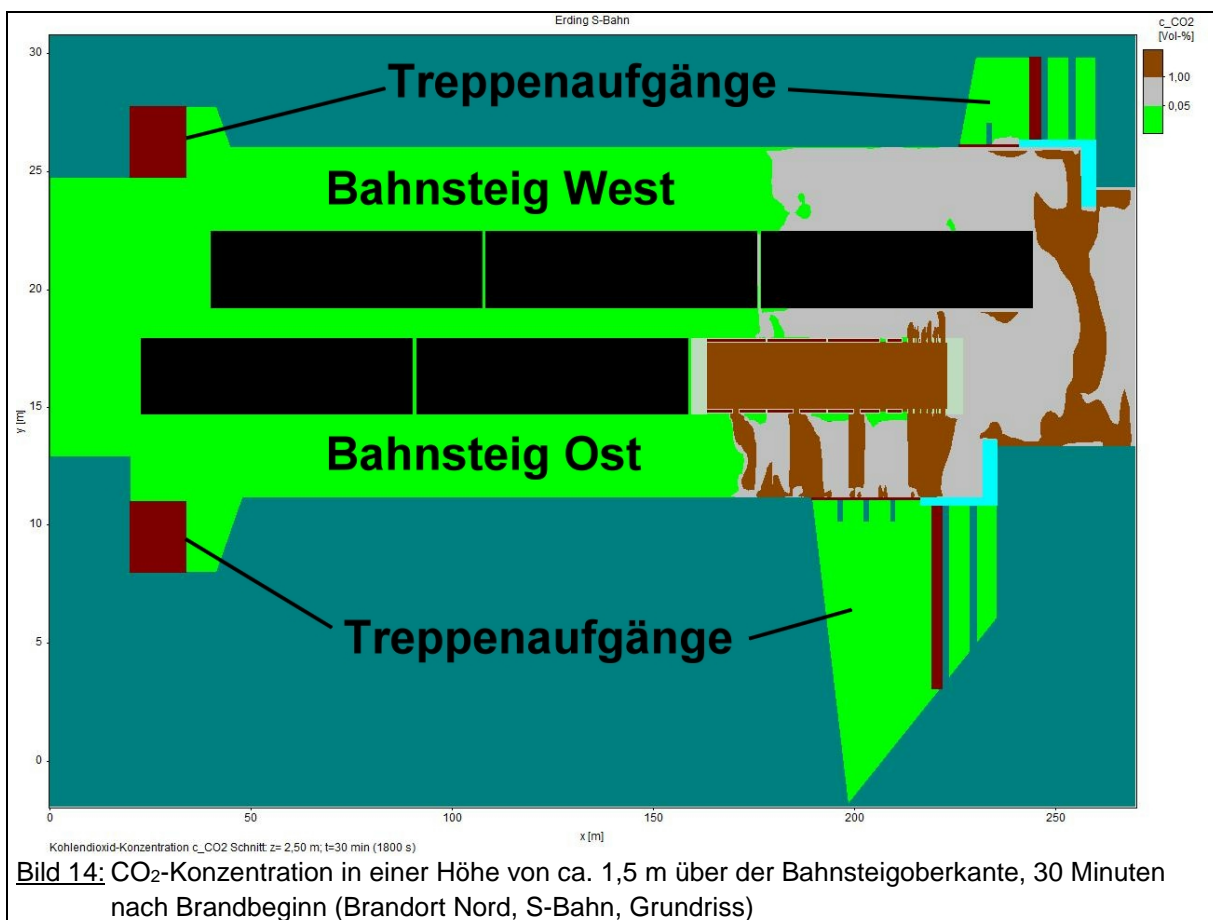 Erding S-Bahn
c_CO2
[Vol-%]
1,00
0,05
30
25
20
15
10
5
0
y [m]
Treppenaufgänge
Bahnsteig West
Bahnsteig Ost
Treppenaufgänge
0
50
100
150
200
250
x [m]
Kohlendioxid-Konzentration c_CO2 Schnitt: z= 2,50 m; t=30 min (1800 s)
Bild 14: CO₂-Konzentration in einer Höhe von ca. 1,5 m über der Bahnsteigoberkante, 30 Minuten
nach Brandbeginn (Brandort Nord, S-Bahn, Grundriss)